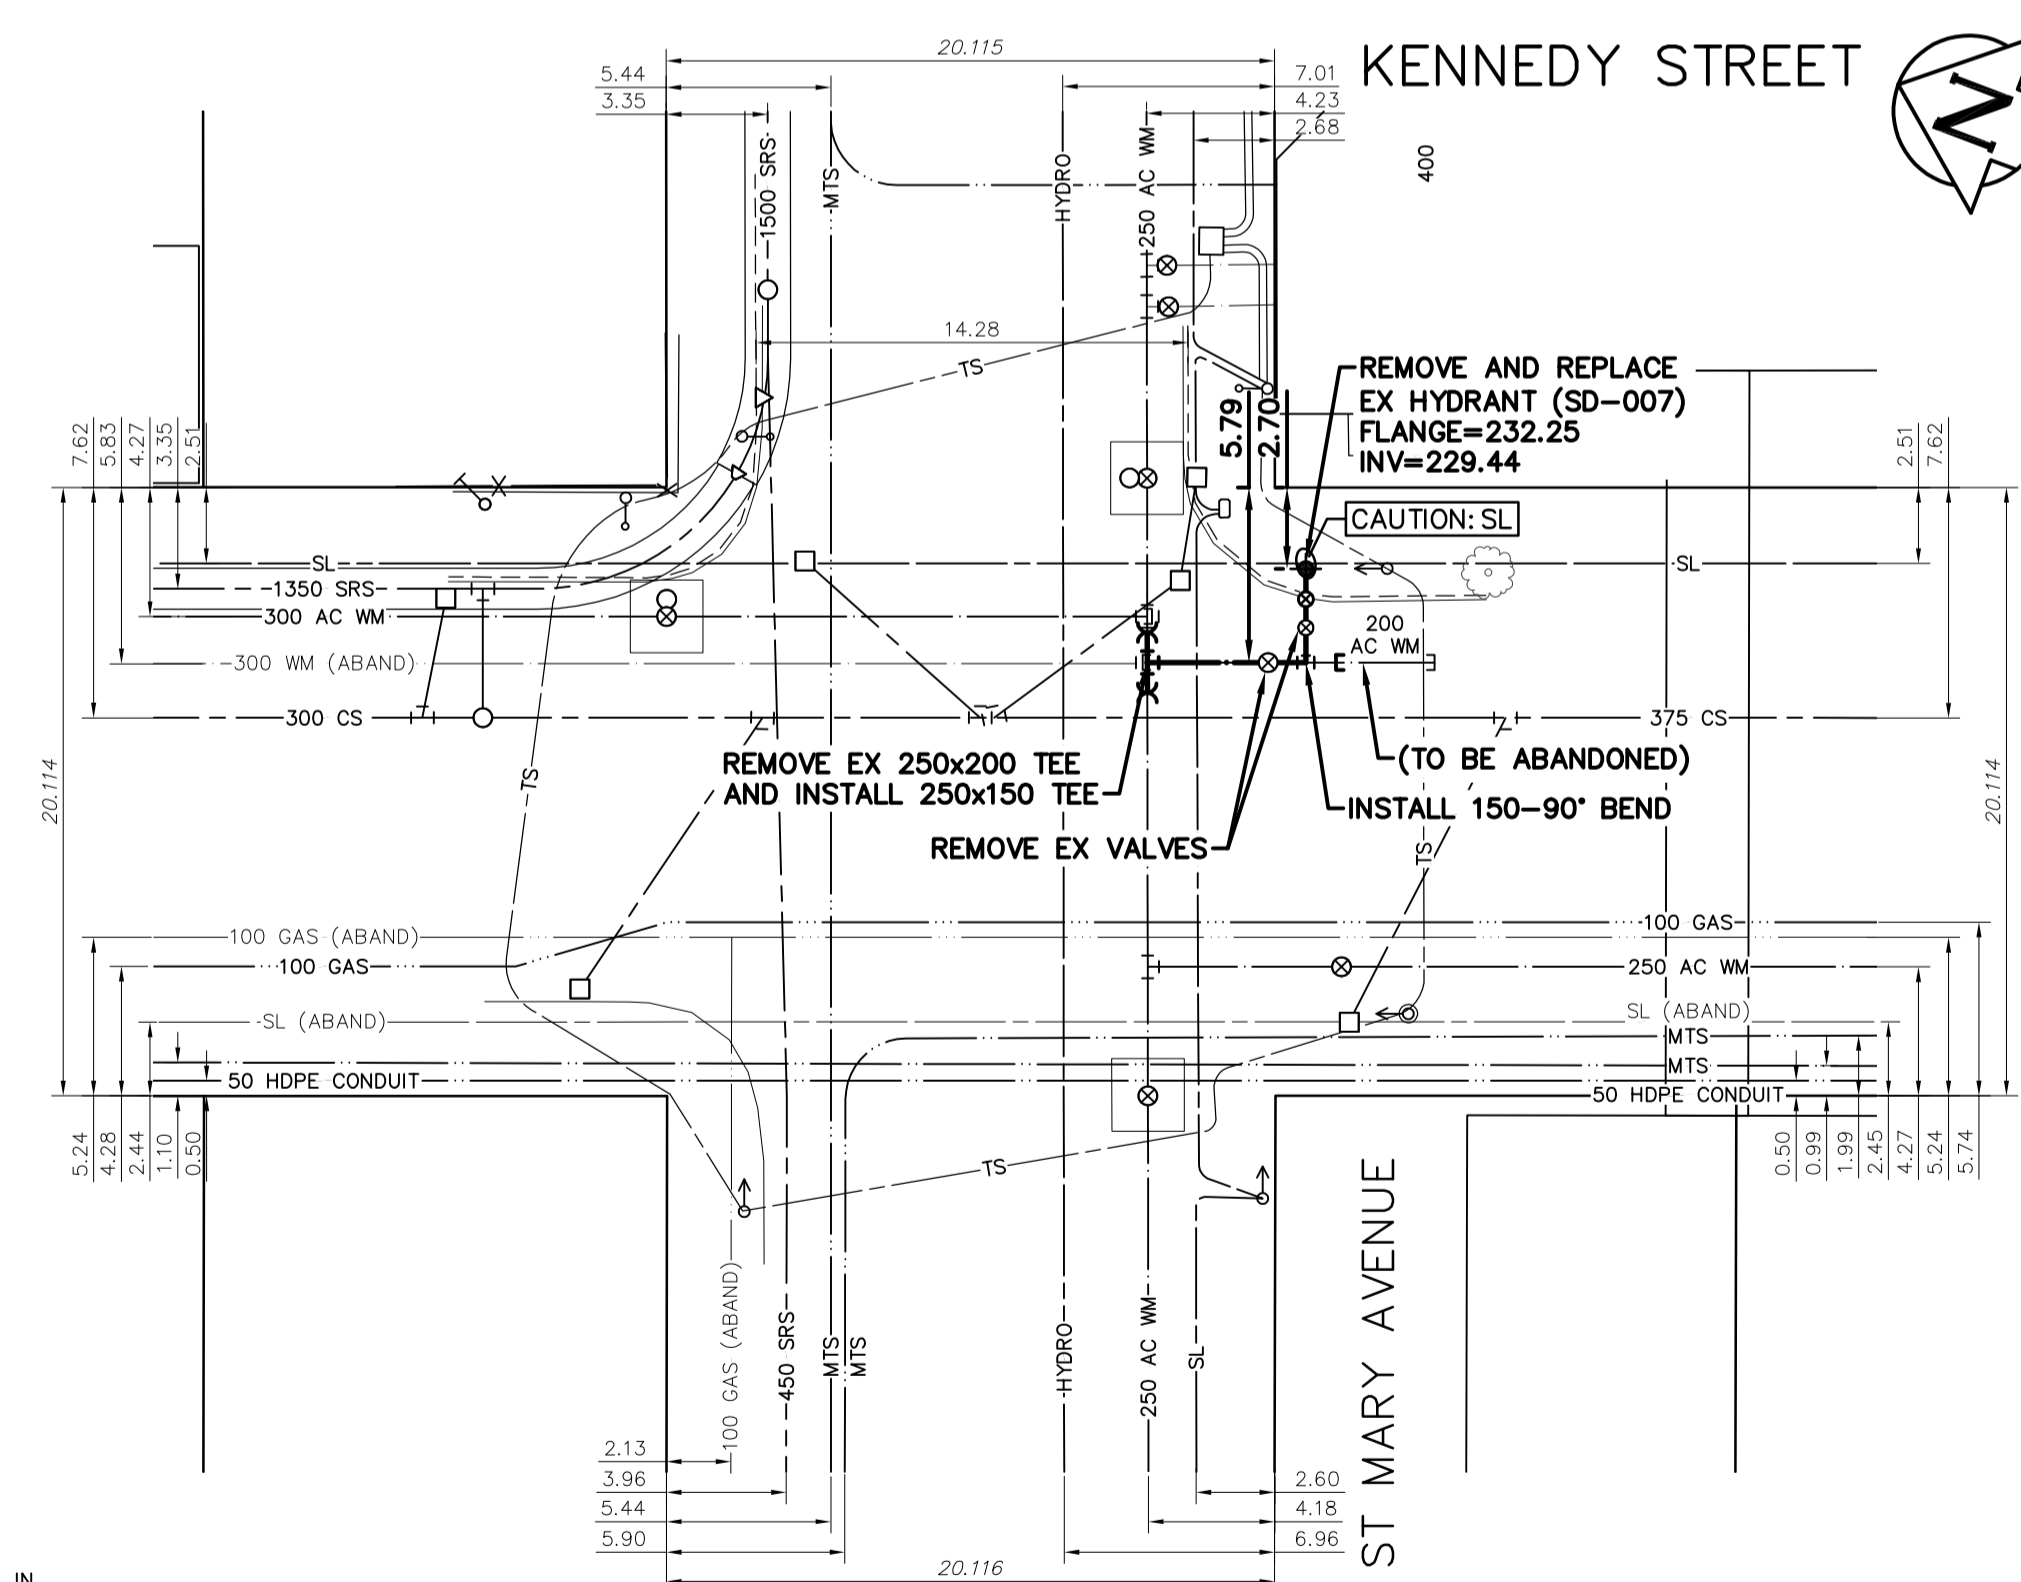 20.115
KENNEDY STREET
N
5.44
3.35
7.01
4.23
2.68
400
1500 SRS
MTS
HYDRO
250 AC WM
14.28
TS
REMOVE AND REPLACE
EX HYDRANT (SD-007)
FLANGE=232.25
INV=229.44
5.79
2.70
CAUTION: SL
7.62
5.83
4.27
3.35
2.51
2.51
7.62
SL
SL
1350 SRS
300 AC WM
200
AC WM
300 WM (ABAND)
300 CS
375 CS
REMOVE EX 250x200 TEE
AND INSTALL 250x150 TEE
(TO BE ABANDONED)
INSTALL 150-90° BEND
REMOVE EX VALVES
20.114
20.114
TS
TS
100 GAS (ABAND)
100 GAS
100 GAS
250 AC WM
SL (ABAND)
SL (ABAND)
MTS
MTS
50 HDPE CONDUIT
50 HDPE CONDUIT
5.24
4.28
2.44
1.10
0.50
0.50
0.99
1.99
2.45
4.27
5.24
5.74
TS
100 GAS (ABAND)
450 SRS
MTS
MTS
HYDRO
250 AC WM
SL
ST MARY AVENUE
2.13
3.96
5.44
5.90
2.60
4.18
6.96
20.116
IN